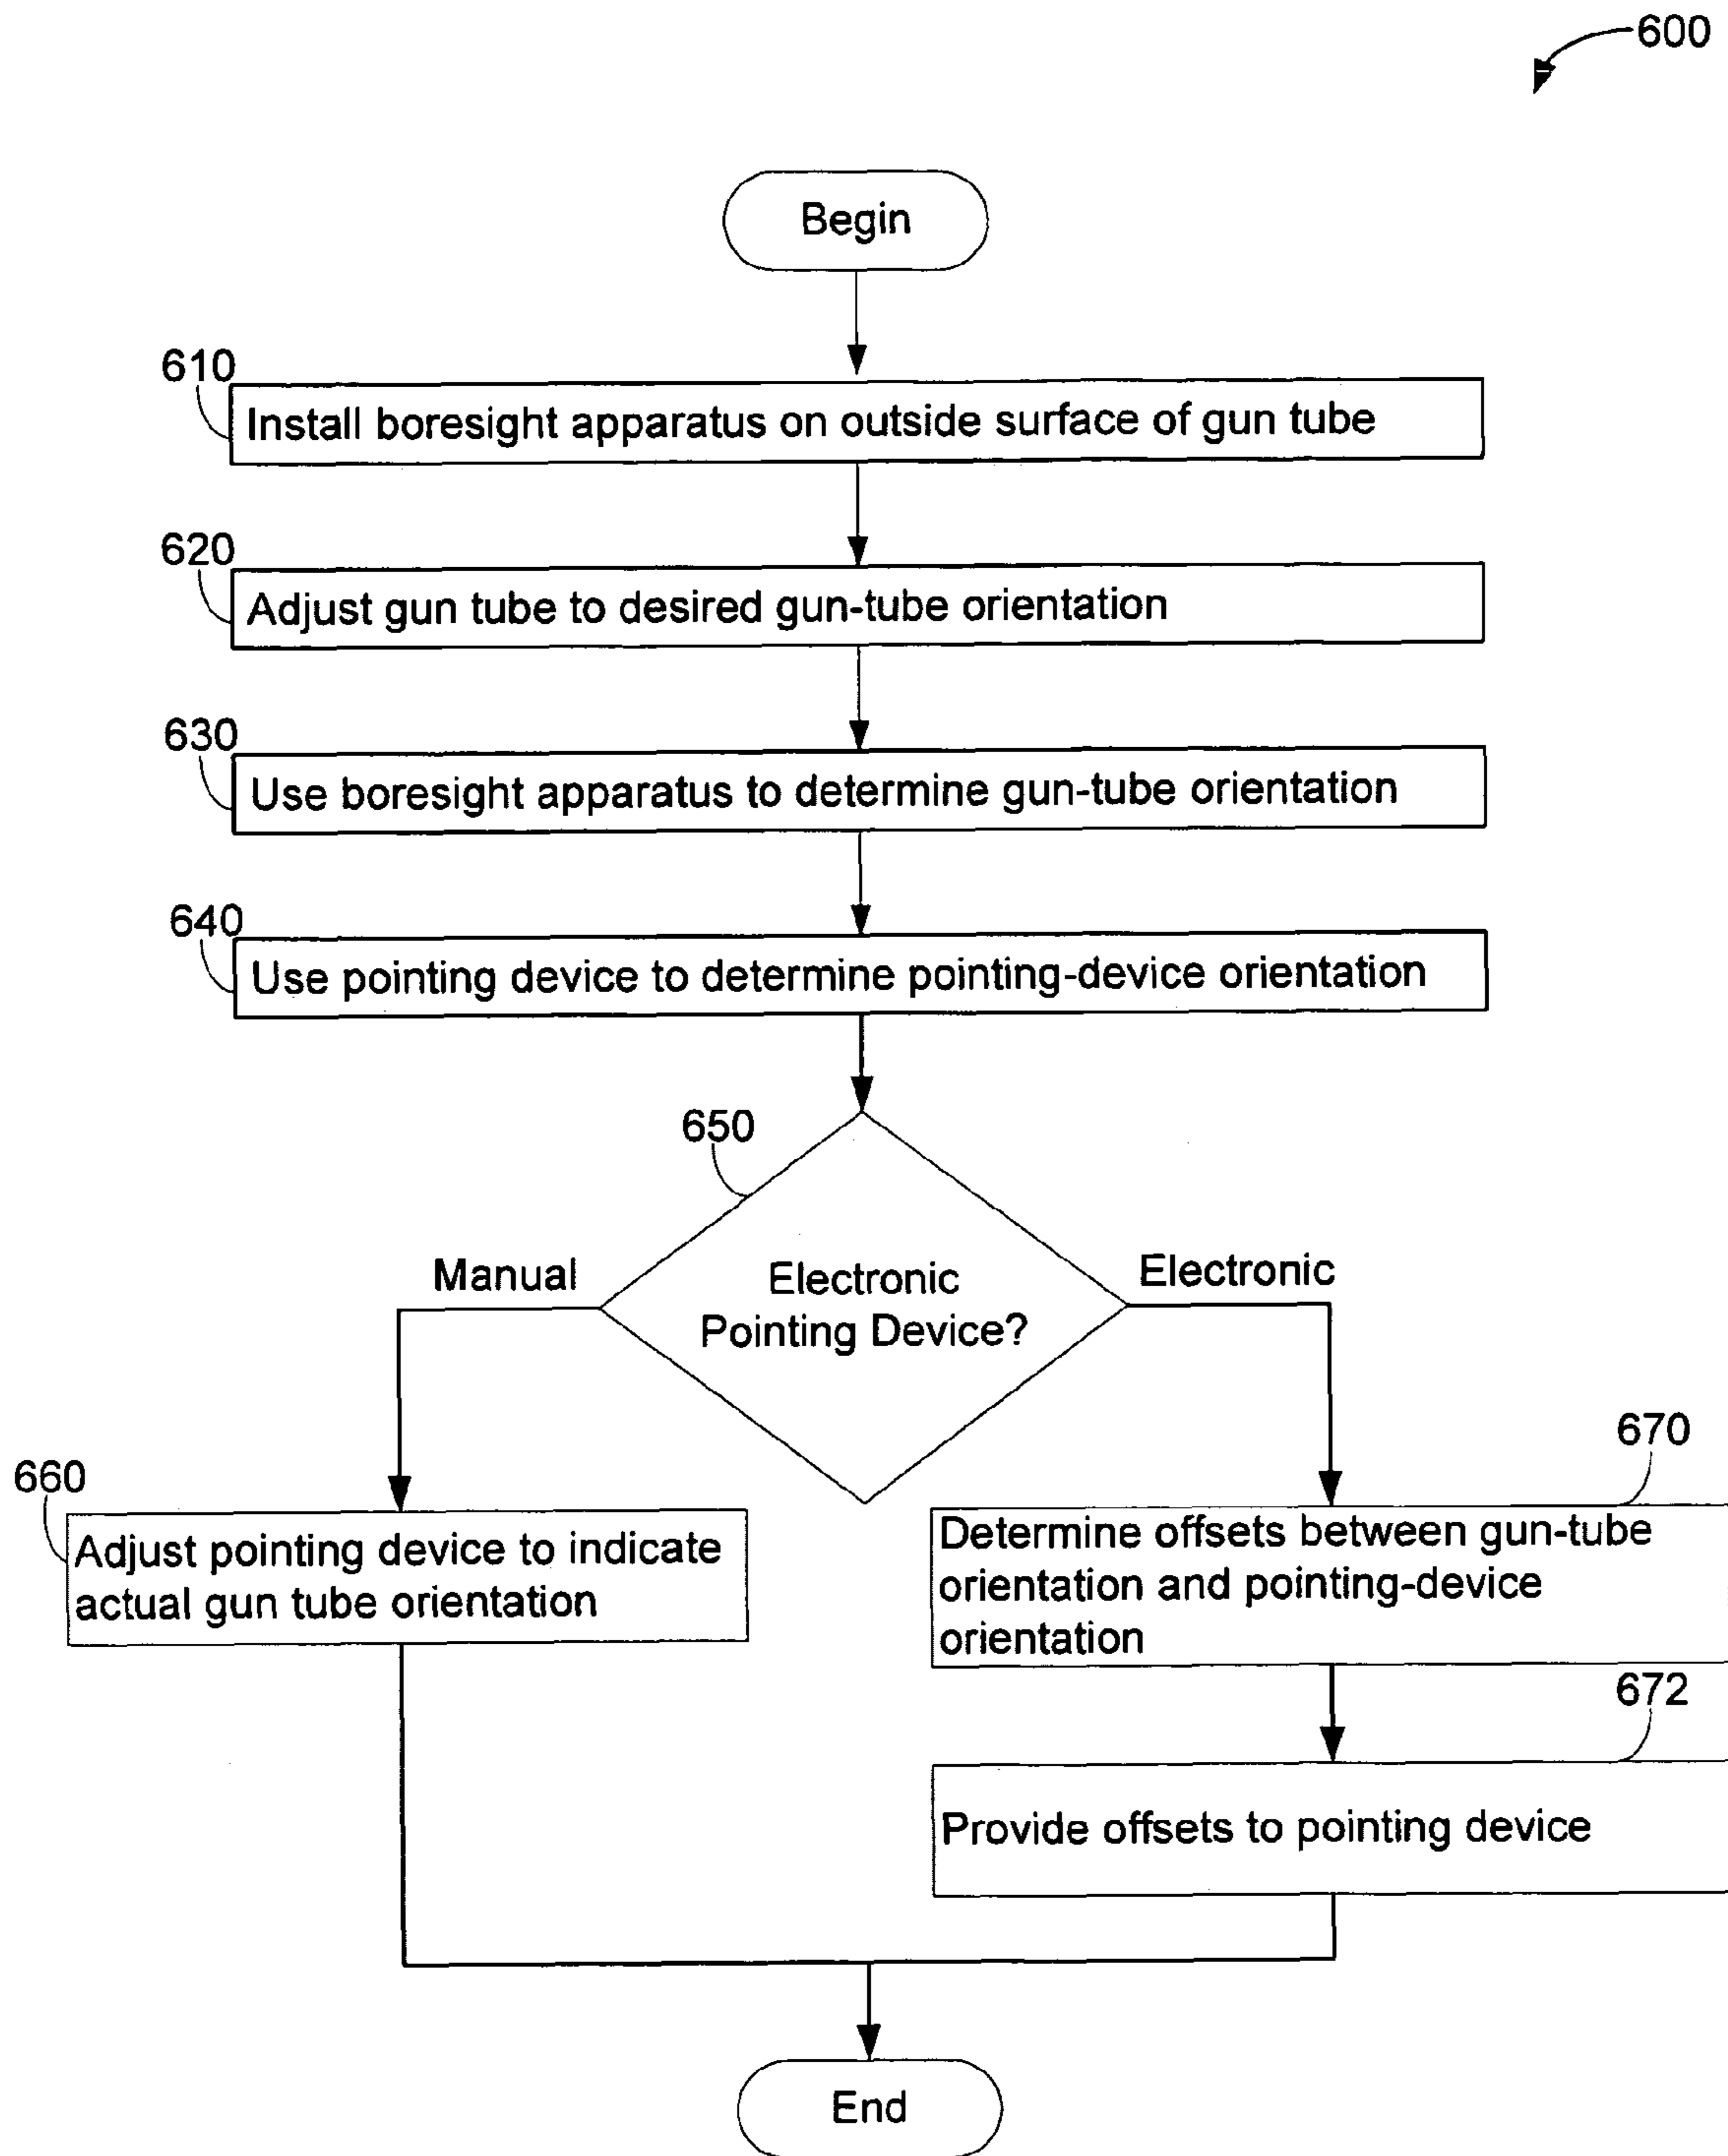 600
Begin
610
Install boresight apparatus on outside surface of gun tube
620
Adjust gun tube to desired gun-tube orientation
630
Use boresight apparatus to determine gun-tube orientation
640
Use pointing device to determine pointing-device orientation
650
Manual
Electronic
Pointing Device?
Electronic
660
Adjust pointing device to indicate
actual gun tube orientation
670
Determine offsets between gun-tube
orientation and pointing-device
orientation
672
Provide offsets to pointing device
End